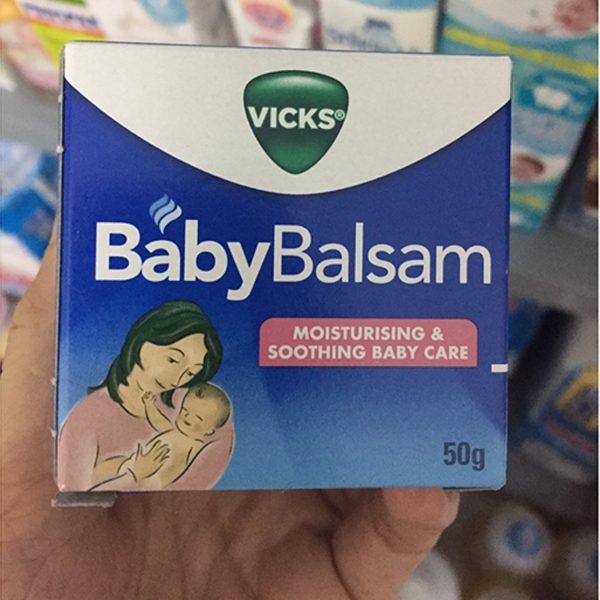 VICKS®
BabyBalsam
MOISTURISING &
SOOTHING BABY CARE
50g